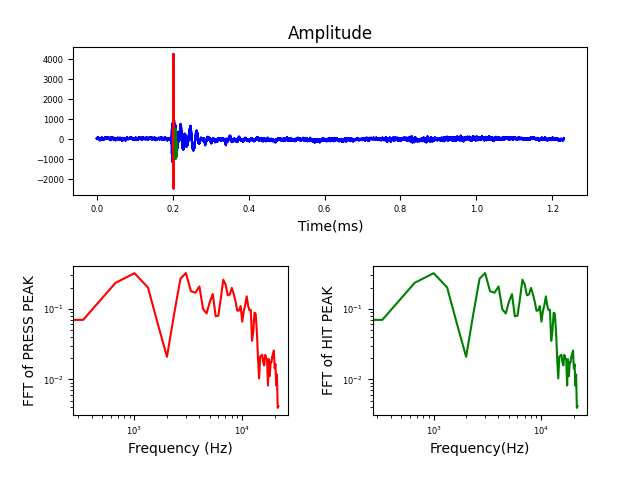 Amplitude
4000
3000
2000
1000
0
−1000
−2000
0.0 0.2 0.4 0.6 0.8 1.0 1.2
Time(ms)
FFT of PRESS PEAK
10⁻¹
10⁻²
10³ 10⁴
Frequency (Hz)
FFT of HIT PEAK
10⁻¹
10⁻²
10³ 10⁴
Frequency(Hz)